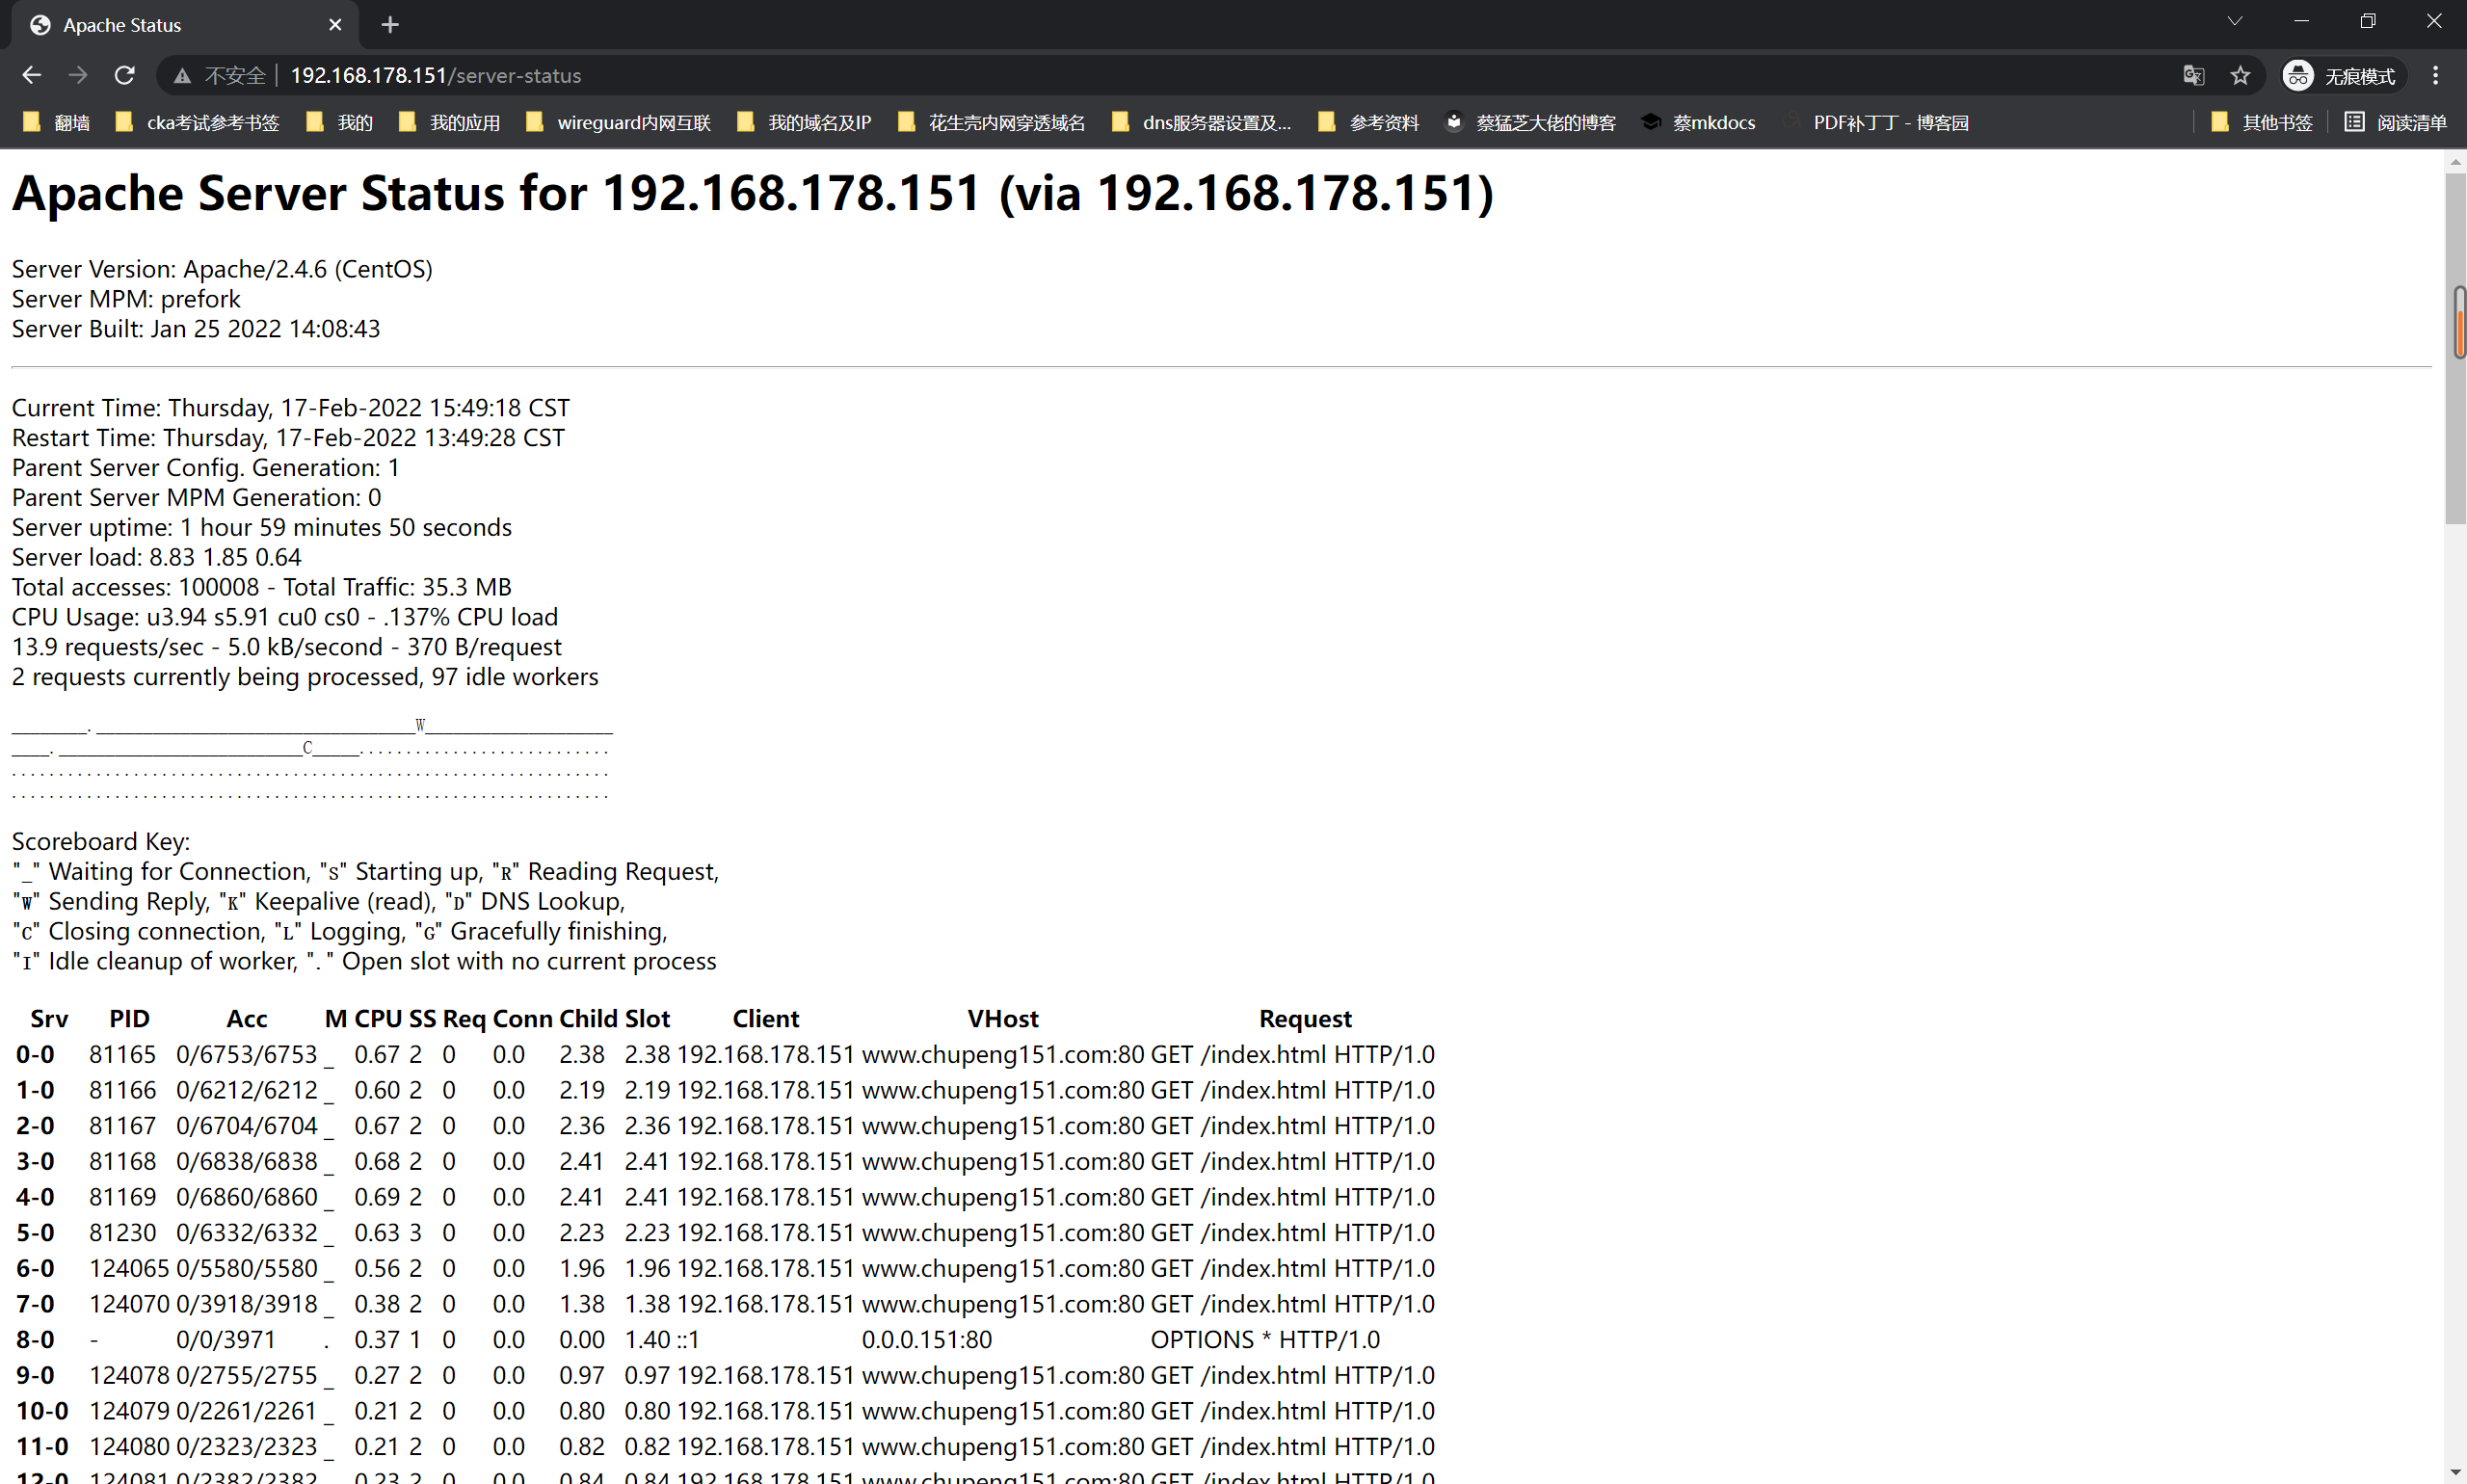 Apache Status
不安全 192.168.178.151/server-status
无痕模式
翻墙 cka考试参考书签 我的 我的应用 wireguard内网互联 我的域名及IP 花生壳内网穿透域名 dns服务器设置及... 参考资料 蔡猛芝大佬的博客 蔡mkdocs PDF补丁丁 - 博客园 其他书签 阅读清单
Apache Server Status for 192.168.178.151 (via 192.168.178.151)
Server Version: Apache/2.4.6 (CentOS)
Server MPM: prefork
Server Built: Jan 25 2022 14:08:43
Current Time: Thursday, 17-Feb-2022 15:49:18 CST
Restart Time: Thursday, 17-Feb-2022 13:49:28 CST
Parent Server Config. Generation: 1
Parent Server MPM Generation: 0
Server uptime: 1 hour 59 minutes 50 seconds
Server load: 8.83 1.85 0.64
Total accesses: 100008 - Total Traffic: 35.3 MB
CPU Usage: u3.94 s5.91 cu0 cs0 - .137% CPU load
13.9 requests/sec - 5.0 kB/second - 370 B/request
2 requests currently being processed, 97 idle workers
________.__________________________________W____________________
____.__________________________C_____...........................
................................................................
................................................................
Scoreboard Key:
"_" Waiting for Connection, "S" Starting up, "R" Reading Request,
"W" Sending Reply, "K" Keepalive (read), "D" DNS Lookup,
"C" Closing connection, "L" Logging, "G" Gracefully finishing,
"I" Idle cleanup of worker, "." Open slot with no current process
Srv PID Acc M CPU SS Req Conn Child Slot Client VHost Request
0-0 81165 0/6753/6753 _ 0.67 2 0 0.0 2.38 2.38 192.168.178.151 www.chupeng151.com:80 GET /index.html HTTP/1.0
1-0 81166 0/6212/6212 _ 0.60 2 0 0.0 2.19 2.19 192.168.178.151 www.chupeng151.com:80 GET /index.html HTTP/1.0
2-0 81167 0/6704/6704 _ 0.67 2 0 0.0 2.36 2.36 192.168.178.151 www.chupeng151.com:80 GET /index.html HTTP/1.0
3-0 81168 0/6838/6838 _ 0.68 2 0 0.0 2.41 2.41 192.168.178.151 www.chupeng151.com:80 GET /index.html HTTP/1.0
4-0 81169 0/6860/6860 _ 0.69 2 0 0.0 2.41 2.41 192.168.178.151 www.chupeng151.com:80 GET /index.html HTTP/1.0
5-0 81230 0/6332/6332 _ 0.63 3 0 0.0 2.23 2.23 192.168.178.151 www.chupeng151.com:80 GET /index.html HTTP/1.0
6-0 124065 0/5580/5580 _ 0.56 2 0 0.0 1.96 1.96 192.168.178.151 www.chupeng151.com:80 GET /index.html HTTP/1.0
7-0 124070 0/3918/3918 _ 0.38 2 0 0.0 1.38 1.38 192.168.178.151 www.chupeng151.com:80 GET /index.html HTTP/1.0
8-0 - 0/0/3971 . 0.37 1 0 0.0 0.00 1.40 ::1 0.0.0.151:80 OPTIONS * HTTP/1.0
9-0 124078 0/2755/2755 _ 0.27 2 0 0.0 0.97 0.97 192.168.178.151 www.chupeng151.com:80 GET /index.html HTTP/1.0
10-0 124079 0/2261/2261 _ 0.21 2 0 0.0 0.80 0.80 192.168.178.151 www.chupeng151.com:80 GET /index.html HTTP/1.0
11-0 124080 0/2323/2323 _ 0.21 2 0 0.0 0.82 0.82 192.168.178.151 www.chupeng151.com:80 GET /index.html HTTP/1.0
12-0 124081 0/2382/2382 0.23 2 0 0.0 0.84 0.84 192.168.178.151 www.chupeng151.com:80 GET /index.html HTTP/1.0